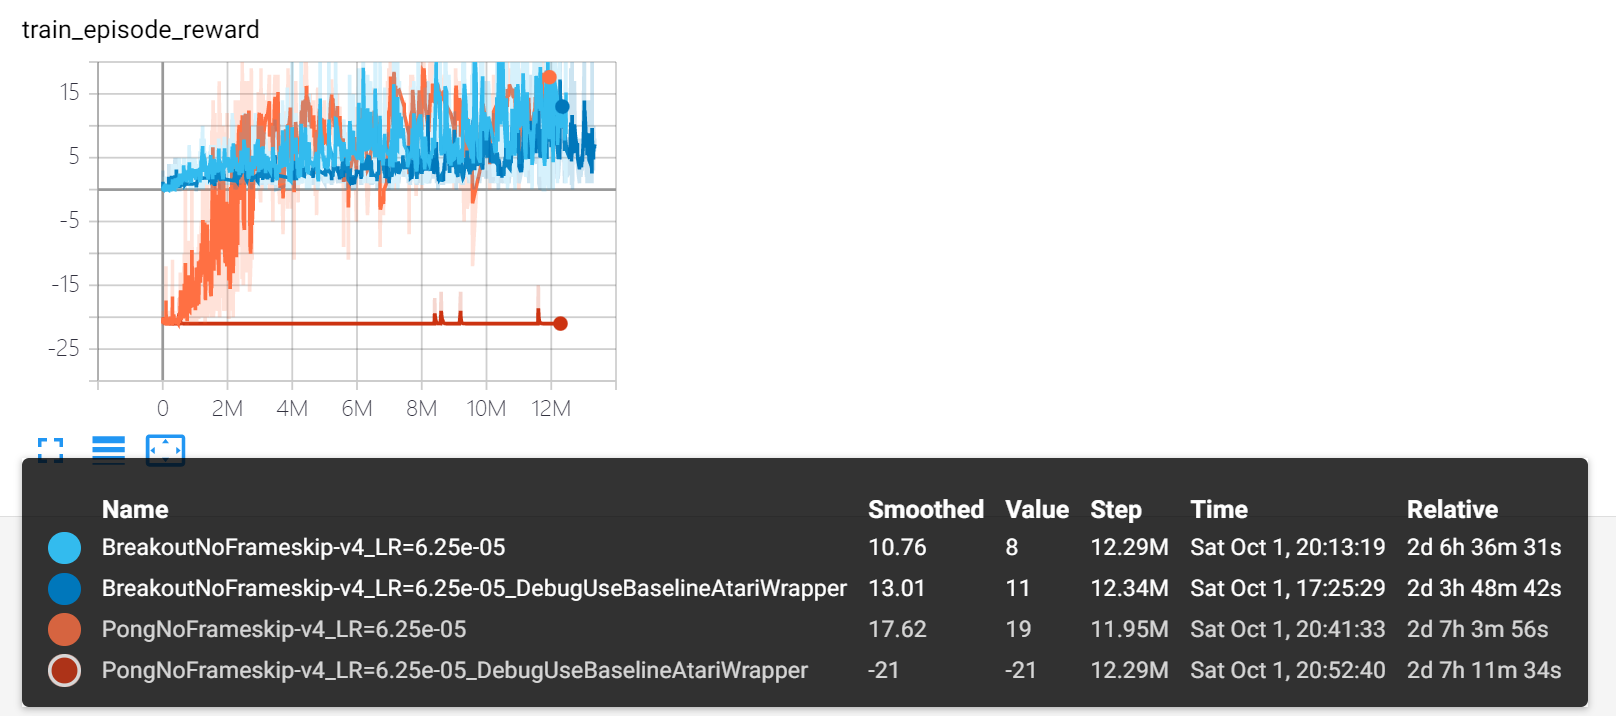 train_episode_reward
15
5
-5
-15
-25
0 2M 4M 6M 8M 10M 12M
Name Smoothed Value Step Time Relative
BreakoutNoFrameskip-v4_LR=6.25e-05 10.76 8 12.29M Sat Oct 1, 20:13:19 2d 6h 36m 31s
BreakoutNoFrameskip-v4_LR=6.25e-05_DebugUseBaselineAtariWrapper 13.01 11 12.34M Sat Oct 1, 17:25:29 2d 3h 48m 42s
PongNoFrameskip-v4_LR=6.25e-05 17.62 19 11.95M Sat Oct 1, 20:41:33 2d 7h 3m 56s
PongNoFrameskip-v4_LR=6.25e-05_DebugUseBaselineAtariWrapper -21 -21 12.29M Sat Oct 1, 20:52:40 2d 7h 11m 34s